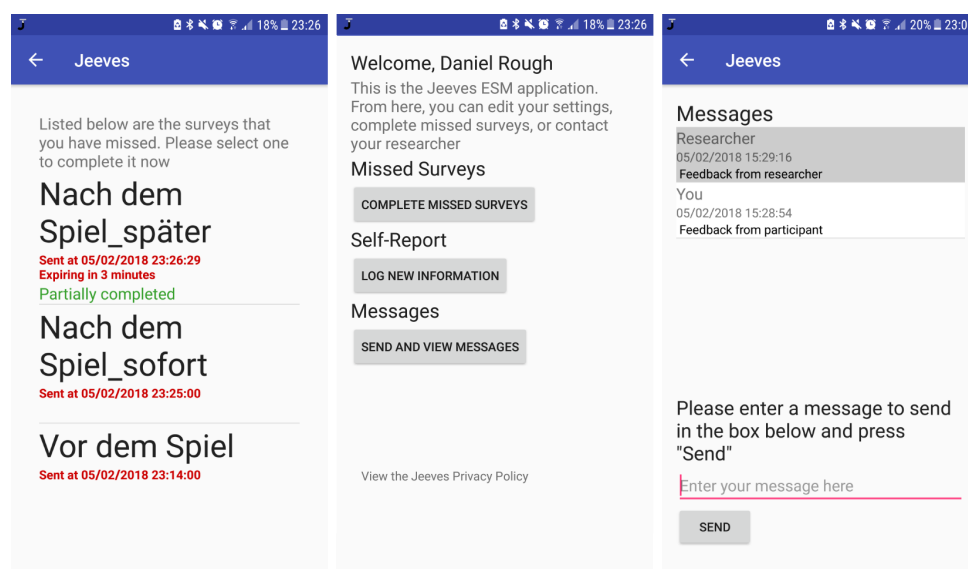 18% 23:26
Jeeves
Listed below are the surveys that
you have missed. Please select one
to complete it now
Nach dem
Spiel_später
Sent at 05/02/2018 23:26:29
Expiring in 3 minutes
Partially completed
Nach dem
Spiel_sofort
Sent at 05/02/2018 23:25:00
Vor dem Spiel
Sent at 05/02/2018 23:14:00
18% 23:26
Welcome, Daniel Rough
This is the Jeeves ESM application.
From here, you can edit your settings,
complete missed surveys, or contact
your researcher
Missed Surveys
COMPLETE MISSED SURVEYS
Self-Report
LOG NEW INFORMATION
Messages
SEND AND VIEW MESSAGES
View the Jeeves Privacy Policy
20% 23:0
Jeeves
Messages
Researcher
05/02/2018 15:29:16
Feedback from researcher
You
05/02/2018 15:28:54
Feedback from participant
Please enter a message to send
in the box below and press
"Send"
Enter your message here
SEND